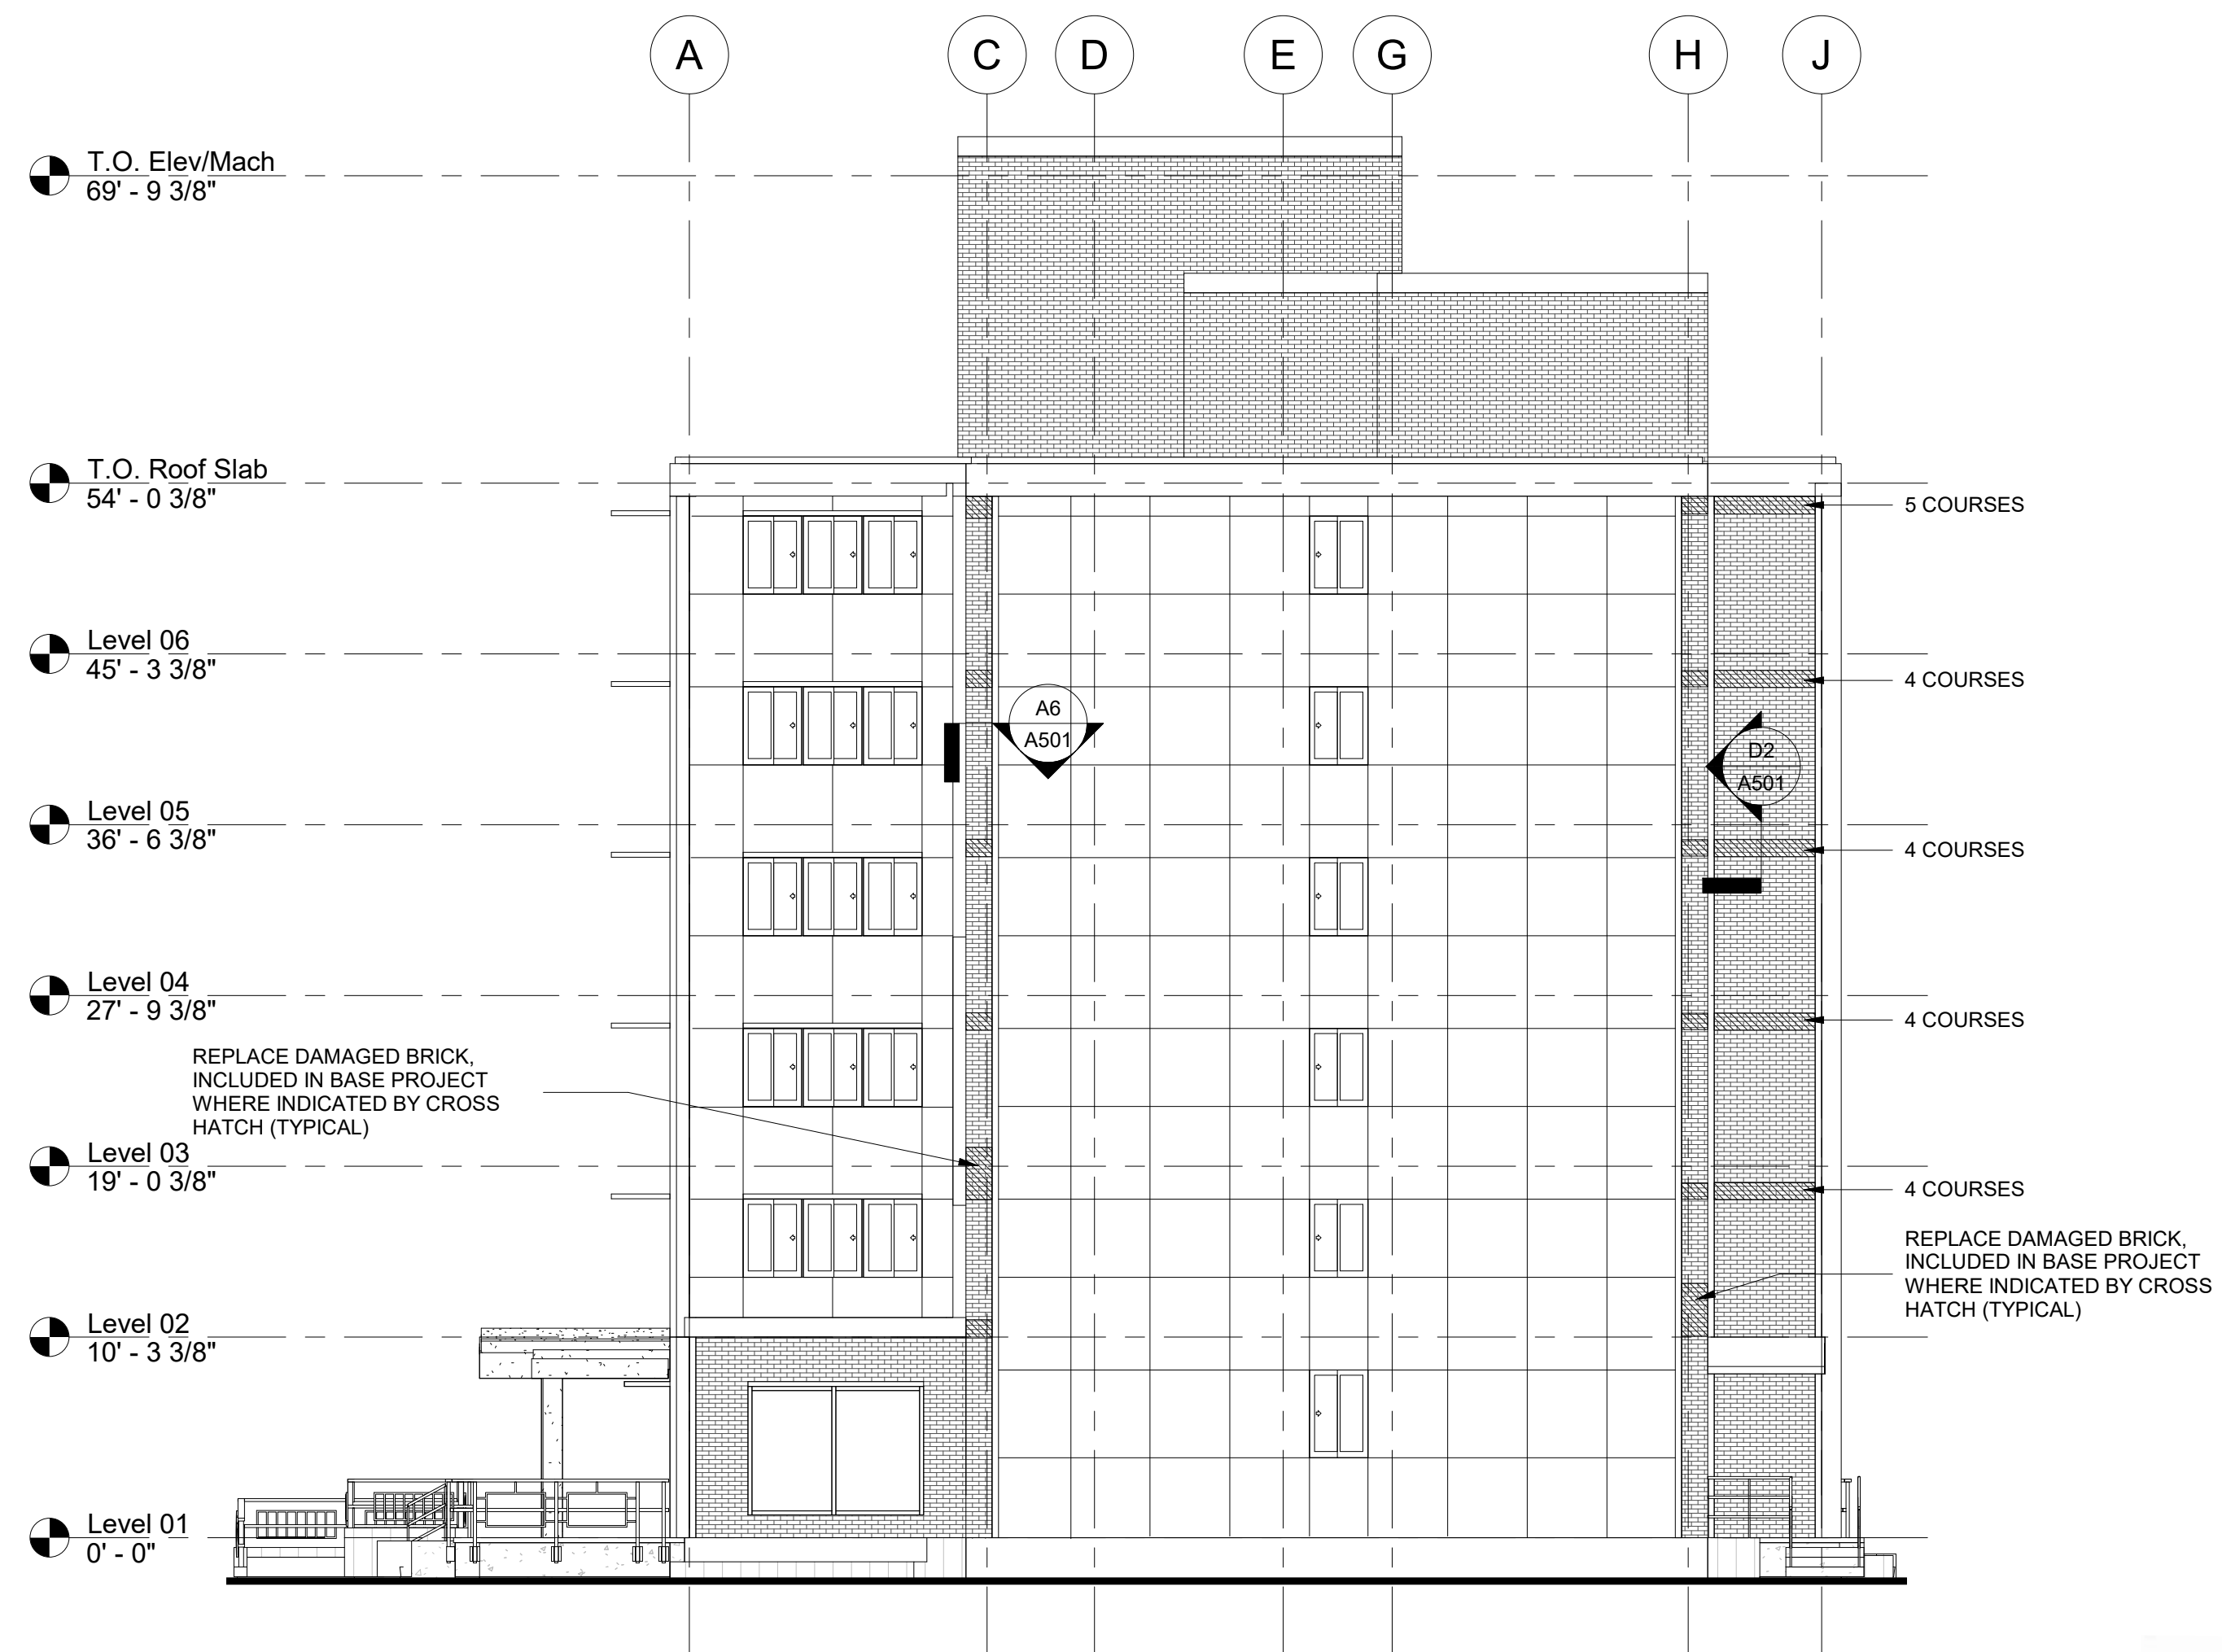 A C D E G H J
T.O. Elev/Mach
69' - 9 3/8"
T.O. Roof Slab
54' - 0 3/8"
5 COURSES
Level 06
45' - 3 3/8"
4 COURSES
A6
A501
D2
A501
Level 05
36' - 6 3/8"
4 COURSES
Level 04
27' - 9 3/8"
4 COURSES
REPLACE DAMAGED BRICK,
INCLUDED IN BASE PROJECT
WHERE INDICATED BY CROSS
HATCH (TYPICAL)
Level 03
19' - 0 3/8"
4 COURSES
REPLACE DAMAGED BRICK,
INCLUDED IN BASE PROJECT
WHERE INDICATED BY CROSS
HATCH (TYPICAL)
Level 02
10' - 3 3/8"
Level 01
0' - 0"